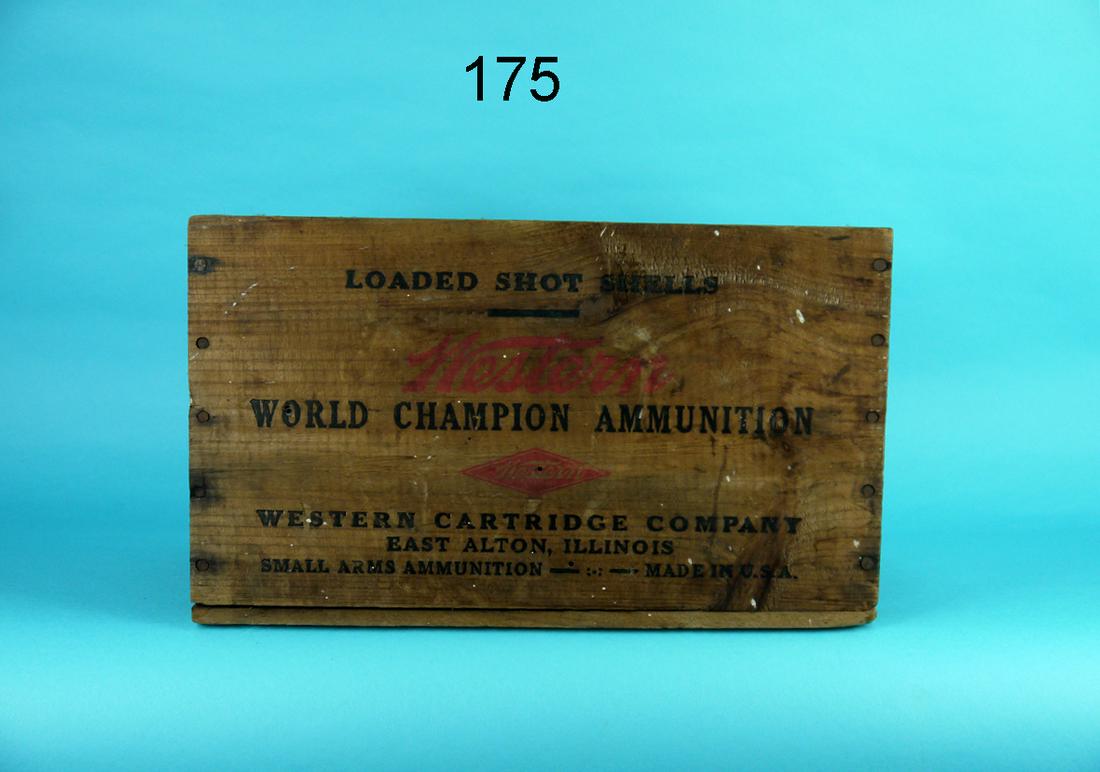 175
LOADED SHOT SHELLS
Western
WORLD CHAMPION AMMUNITION
Western
WESTERN CARTRIDGE COMPANY
EAST ALTON, ILLINOIS
SMALL ARMS AMMUNITION — :-: — MADE IN U.S.A.